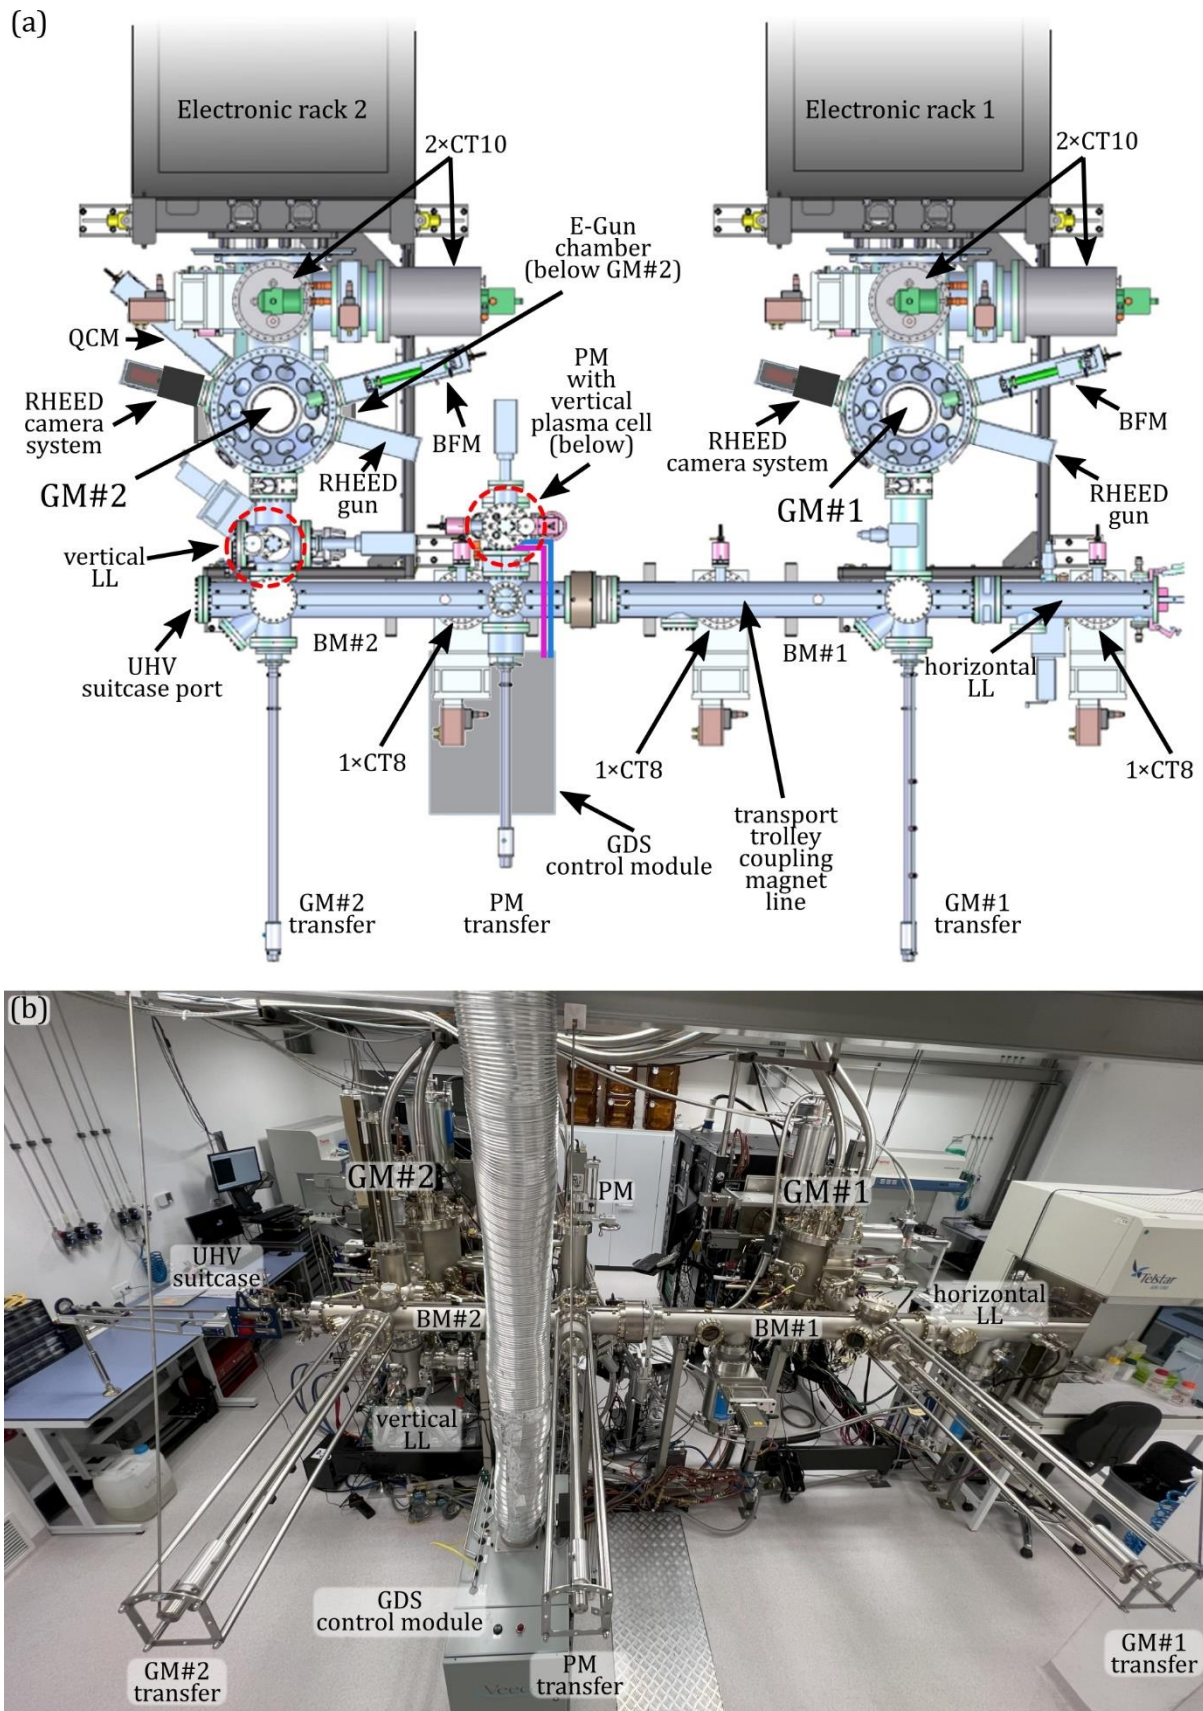 (a)
Electronic rack 2
Electronic rack 1
2×CT10
2×CT10
E-Gun
chamber
(below GM#2)
QCM
PM
with
vertical
plasma cell
(below)
RHEED
camera
system
BFM
RHEED
camera system
BFM
GM#2
RHEED
gun
GM#1
RHEED
gun
vertical
LL
BM#2
BM#1
UHV
suitcase port
horizontal
LL
1×CT8
1×CT8
1×CT8
GDS
control module
transport
trolley
coupling
magnet
line
GM#2
transfer
PM
transfer
GM#1
transfer
(b)
GM#2
PM
GM#1
UHV
suitcase
Telstar
horizontal
LL
BM#2
BM#1
vertical
LL
GDS
control module
GM#2
transfer
PM
transfer
GM#1
transfer